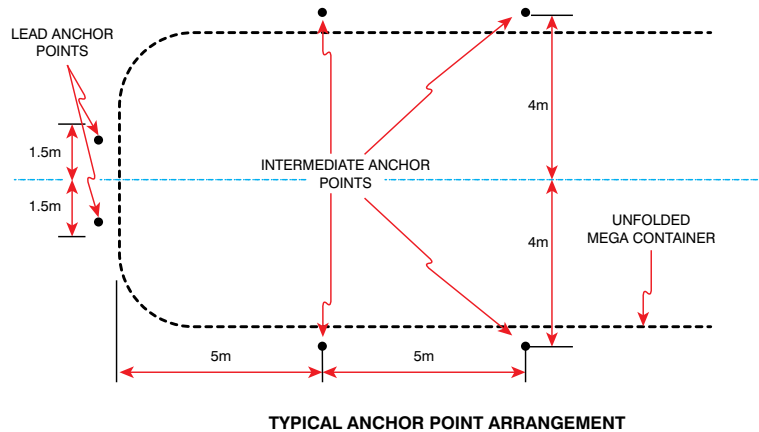 LEAD ANCHOR
POINTS
1.5m
1.5m
4m
INTERMEDIATE ANCHOR
POINTS
4m
UNFOLDED
MEGA CONTAINER
5m
5m
TYPICAL ANCHOR POINT ARRANGEMENT